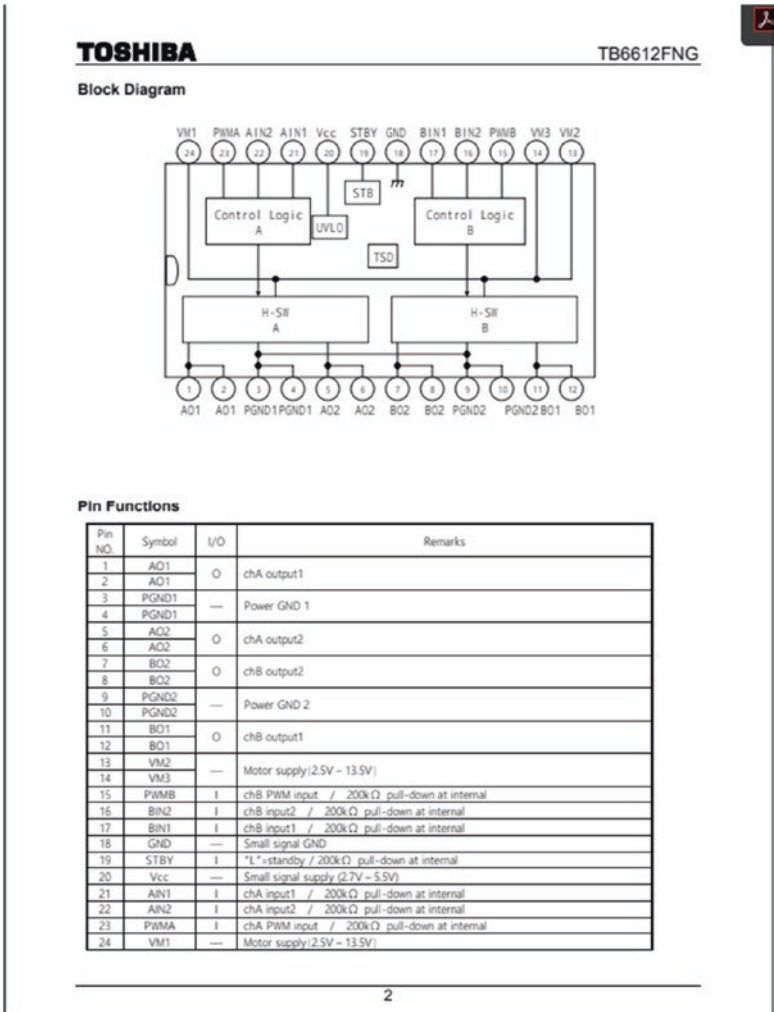 TOSHIBA
TB6612FNG
Block Diagram
VM1 PWMA AIN2 AIN1 Vcc STBY GND BIN1 BIN2 PWMB VM3 VM2
24 23 22 21 20 19 18 17 16 15 14 13
STB
Control Logic
A
UVLO
Control Logic
B
TSD
H-SW
A
H-SW
B
1 2 3 4 5 6 7 8 9 10 11 12
AO1 AO1 PGND1 PGND1 AO2 AO2 BO2 BO2 PGND2 PGND2 BO1 BO1
Pin Functions
Pin NO. Symbol I/O Remarks
1 AO1 O chA output1
2 AO1
3 PGND1 — Power GND 1
4 PGND1
5 AO2 O chA output2
6 AO2
7 BO2 O chB output2
8 BO2
9 PGND2 — Power GND 2
10 PGND2
11 BO1 O chB output1
12 BO1
13 VM2 — Motor supply(2.5V ~ 13.5V)
14 VM3
15 PWMB I chB PWM input / 200kΩ pull-down at internal
16 BIN2 I chB input2 / 200kΩ pull-down at internal
17 BIN1 I chB input1 / 200kΩ pull-down at internal
18 GND — Small signal GND
19 STBY I "L"=standby / 200kΩ pull-down at internal
20 Vcc — Small signal supply (2.7V ~ 5.5V)
21 AIN1 I chA input1 / 200kΩ pull-down at internal
22 AIN2 I chA input2 / 200kΩ pull-down at internal
23 PWMA I chA PWM input / 200kΩ pull-down at internal
24 VM1 — Motor supply(2.5V ~ 13.5V)
2